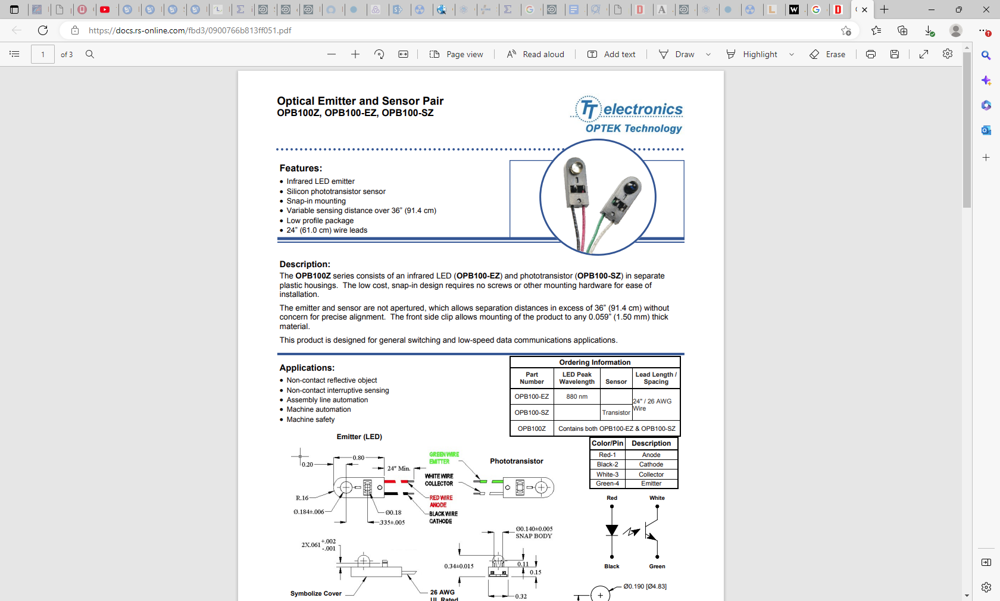 https://docs.rs-online.com/fbd3/0900766b813ff051.pdf
1 of 3
Page view
Read aloud
Add text
Draw
Highlight
Erase
Optical Emitter and Sensor Pair
OPB100Z, OPB100-EZ, OPB100-SZ
TT electronics
OPTEK Technology
Features:
• Infrared LED emitter
• Silicon phototransistor sensor
• Snap-in mounting
• Variable sensing distance over 36” (91.4 cm)
• Low profile package
• 24” (61.0 cm) wire leads
Description:
The OPB100Z series consists of an infrared LED (OPB100-EZ) and phototransistor (OPB100-SZ) in separate
plastic housings.  The low cost, snap-in design requires no screws or other mounting hardware for ease of
installation.
The emitter and sensor are not apertured, which allows separation distances in excess of 36” (91.4 cm) without
concern for precise alignment.  The front side clip allows mounting of the product to any 0.059” (1.50 mm) thick
material.
This product is designed for general switching and low-speed data communications applications.
Applications:
• Non-contact reflective object
• Non-contact interruptive sensing
• Assembly line automation
• Machine automation
• Machine safety
Ordering Information
Part Number
LED Peak Wavelength
Sensor
Lead Length / Spacing
OPB100-EZ 880 nm
24" / 26 AWG Wire
OPB100-SZ Transistor
OPB100Z Contains both OPB100-EZ & OPB100-SZ
Color/Pin Description
Red-1 Anode
Black-2 Cathode
White-3 Collector
Green-4 Emitter
Emitter (LED)
0.80
0.20
24" Min.
GREEN WIRE
EMITTER
WHITE WIRE
COLLECTOR
RED WIRE
ANODE
BLACK WIRE
CATHODE
Phototransistor
R.16
Ø.184±.006
Ø0.18
.335±.005
Red White
Black Green
2X.061 +.002
-.001
Ø0.140±0.005
SNAP BODY
0.34±0.015
0.11
0.15
0.32
Symbolize Cover
26 AWG
UL Rated
Ø0.190 [Ø4.83]